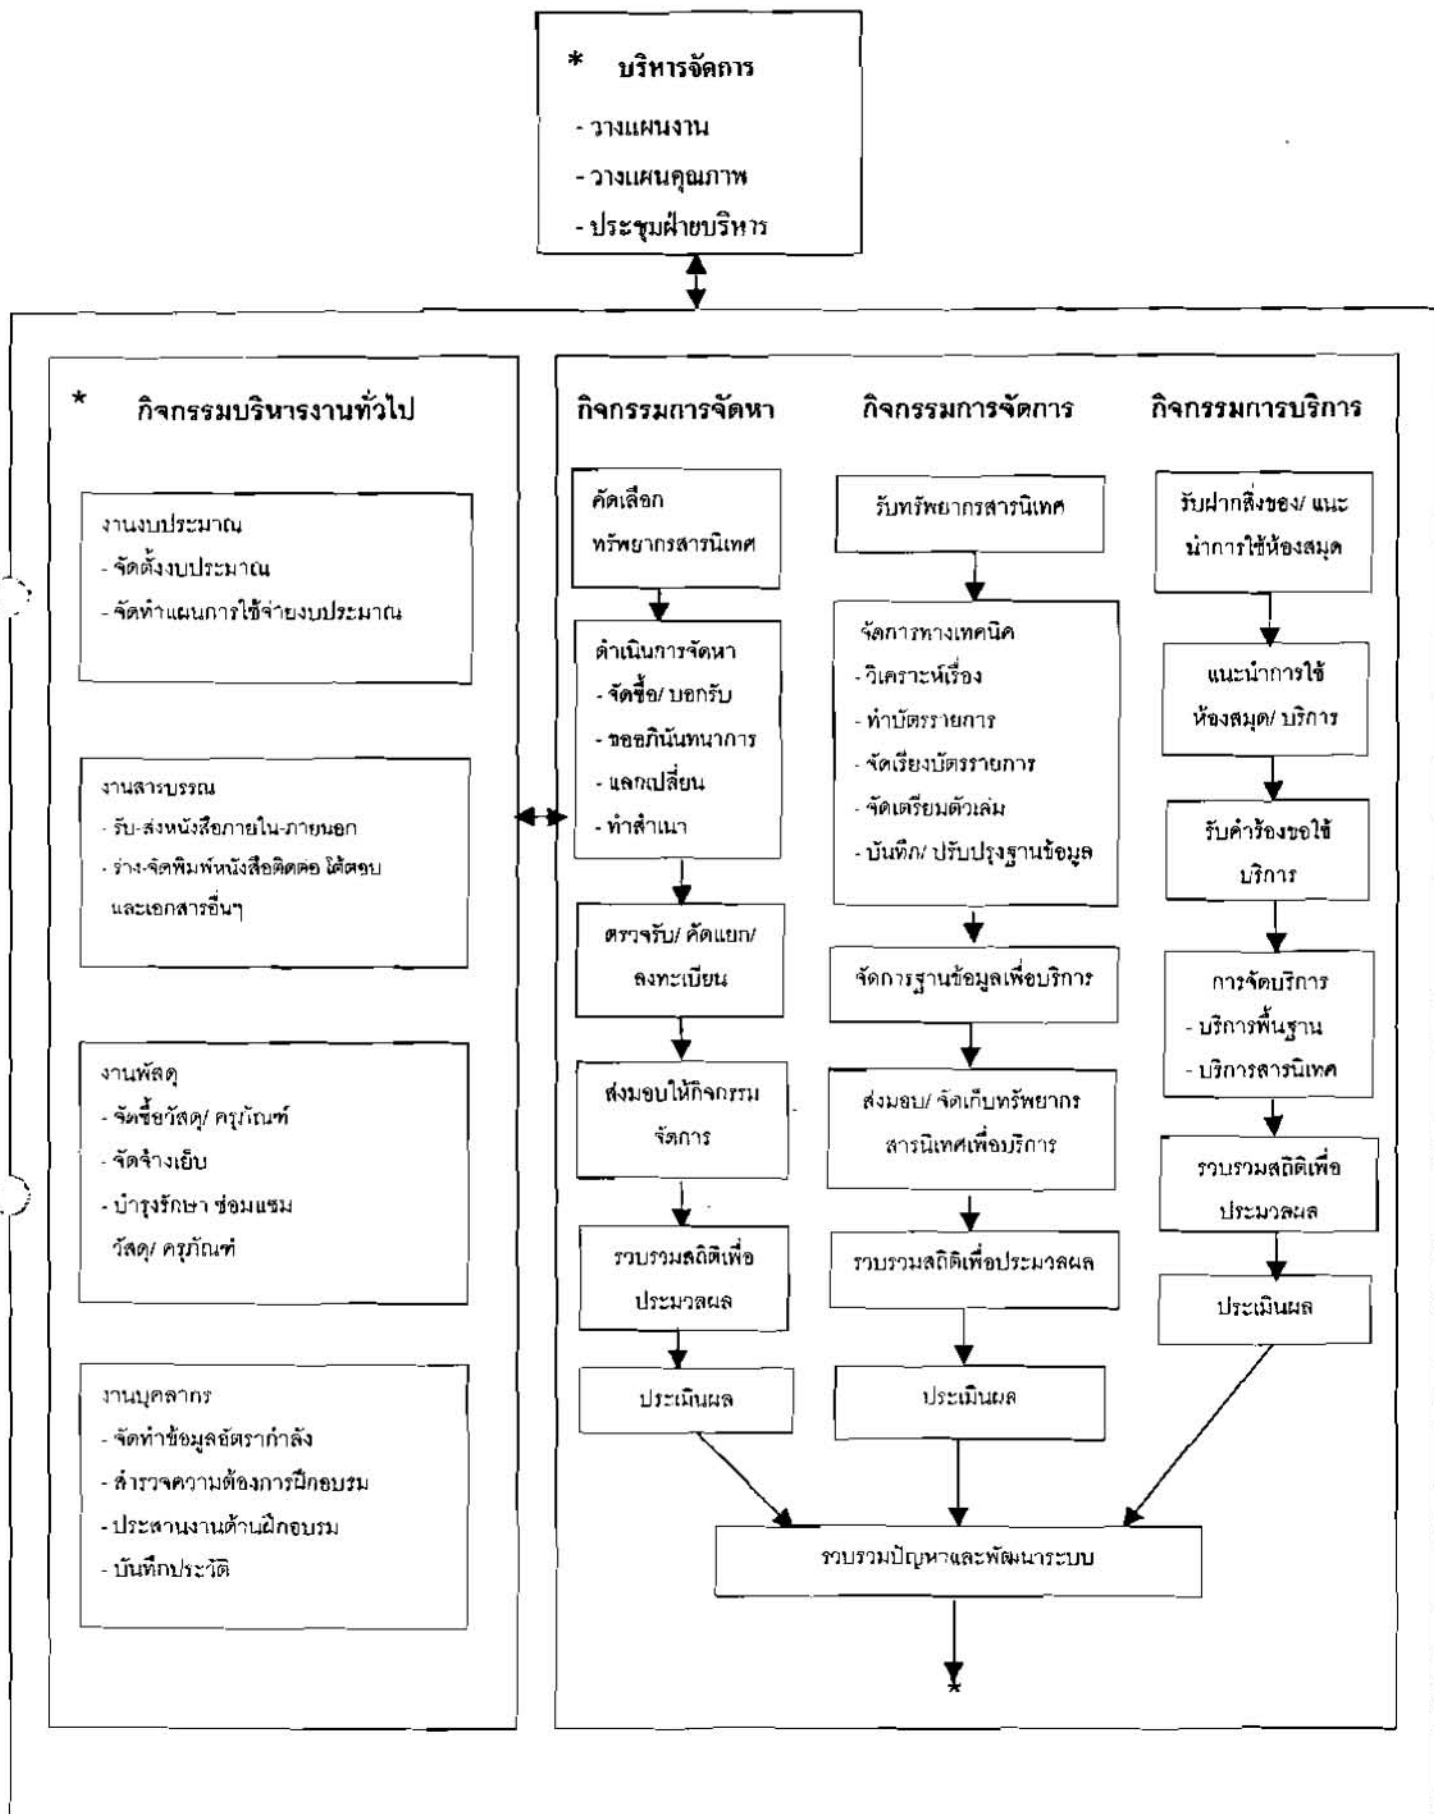 * บริหารจัดการ
- วางแผนงาน
- วางแผนคุณภาพ
- ประชุมฝ่ายบริหาร
* กิจกรรมบริหารงานทั่วไป
งานงบประมาณ
- จัดตั้งงบประมาณ
- จัดทำแผนการใช้จ่ายงบประมาณ
งานสารบรรณ
- รับ-ส่งหนังสือภายใน-ภายนอก
- ร่าง-จัดพิมพ์หนังสือติดต่อ โต้ตอบ
และเอกสารอื่นๆ
งานพัสดุ
- จัดซื้อวัสดุ/ ครุภัณฑ์
- จัดจ้างเย็บ
- บำรุงรักษา ซ่อมแซม
วัสดุ/ ครุภัณฑ์
งานบุคลากร
- จัดทำข้อมูลอัตรากำลัง
- สำรวจความต้องการฝึกอบรม
- ประสานงานด้านฝึกอบรม
- บันทึกประวัติ
กิจกรรมการจัดหา
คัดเลือก
ทรัพยากรสารนิเทศ
ดำเนินการจัดหา
- จัดซื้อ/ บอกรับ
- ขออภินันทนาการ
- แลกเปลี่ยน
- ทำสำเนา
ตรวจรับ/ คัดแยก/
ลงทะเบียน
ส่งมอบให้กิจกรรม
จัดการ
รวบรวมสถิติเพื่อ
ประมวลผล
ประเมินผล
กิจกรรมการจัดการ
รับทรัพยากรสารนิเทศ
จัดการทางเทคนิค
- วิเคราะห์เรื่อง
- ทำบัตรรายการ
- จัดเรียงบัตรรายการ
- จัดเตรียมตัวเล่ม
- บันทึก/ ปรับปรุงฐานข้อมูล
จัดการฐานข้อมูลเพื่อบริการ
ส่งมอบ/ จัดเก็บทรัพยากร
สารนิเทศเพื่อบริการ
รวบรวมสถิติเพื่อประมวลผล
ประเมินผล
กิจกรรมการบริการ
รับฝากสิ่งของ/ แนะ
นำการใช้ห้องสมุด
แนะนำการใช้
ห้องสมุด/ บริการ
รับคำร้องขอใช้
บริการ
การจัดบริการ
- บริการพื้นฐาน
- บริการสารนิเทศ
รวบรวมสถิติเพื่อ
ประมวลผล
ประเมินผล
รวบรวมปัญหาและพัฒนาระบบ
*